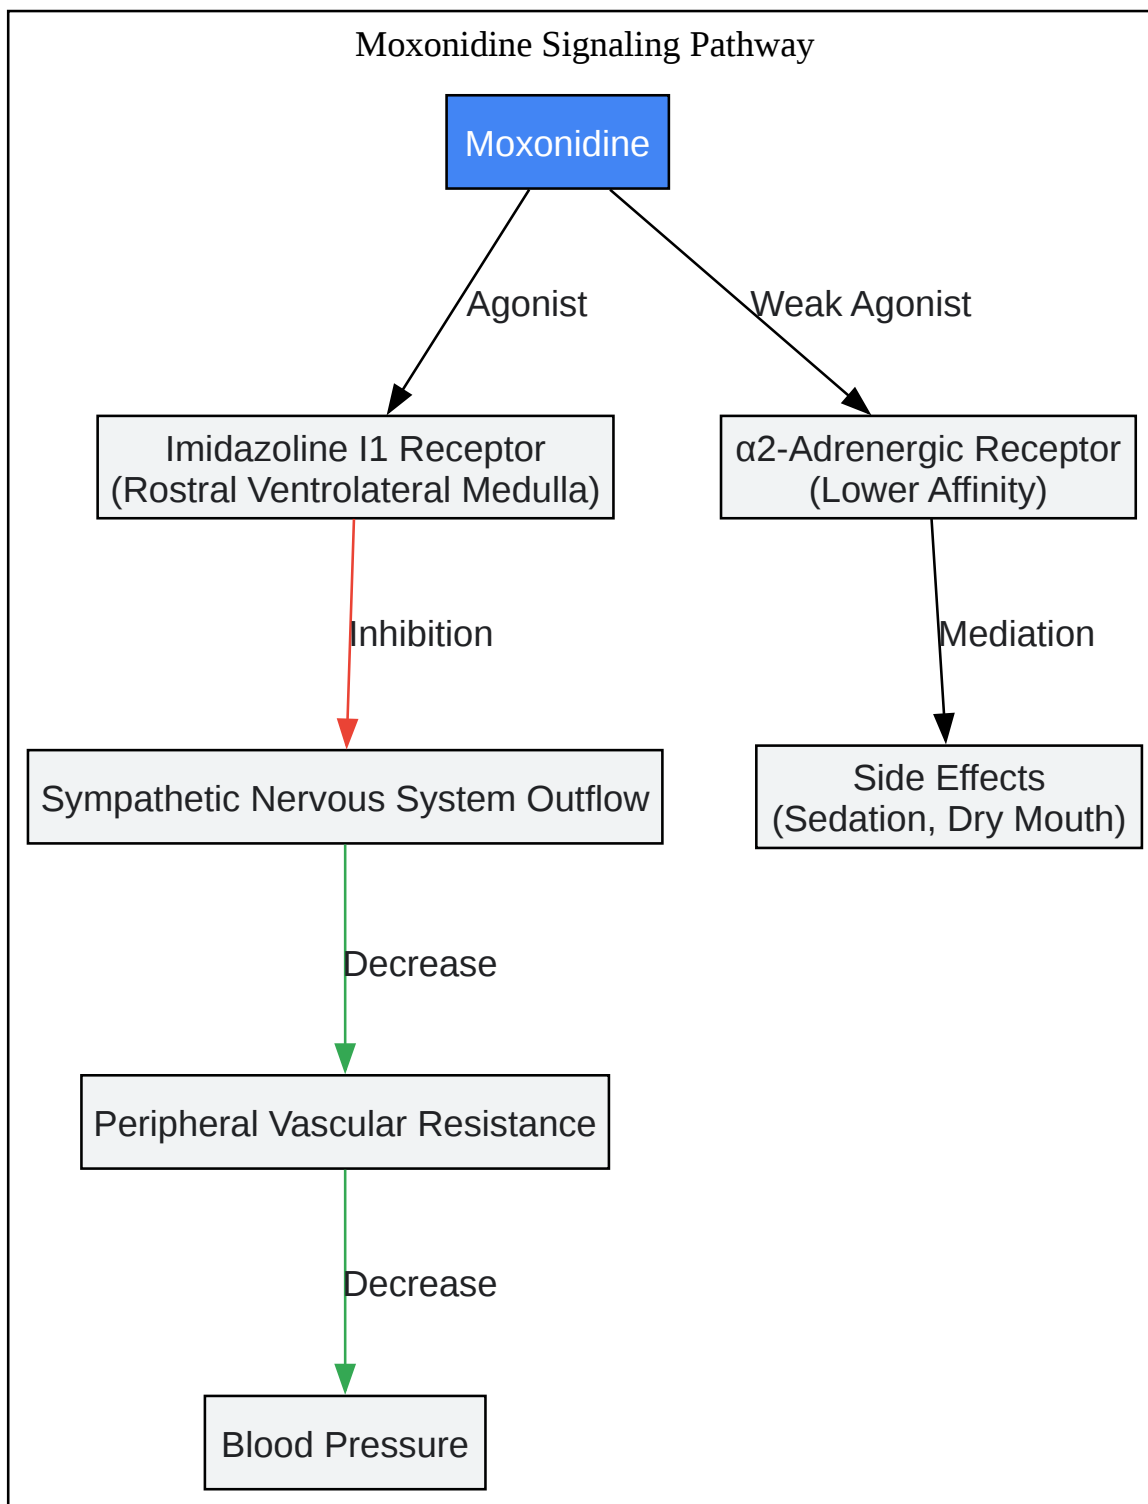 Moxonidine Signaling Pathway
Moxonidine
Agonist
Weak Agonist
Imidazoline I1 Receptor
(Rostral Ventrolateral Medulla)
α2-Adrenergic Receptor
(Lower Affinity)
Inhibition
Mediation
Sympathetic Nervous System Outflow
Side Effects
(Sedation, Dry Mouth)
Decrease
Peripheral Vascular Resistance
Decrease
Blood Pressure